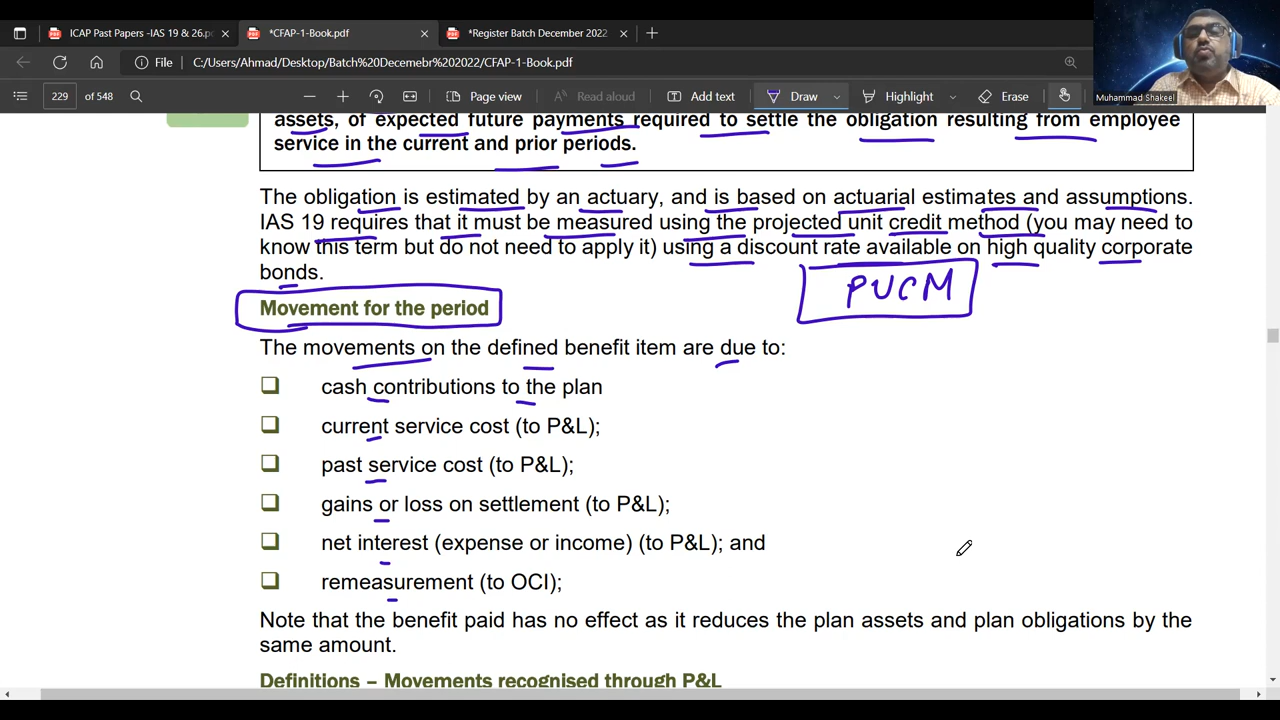 ICAP Past Papers -IAS 19 & 26.p
*CFAP-1-Book.pdf
*Register Batch December 2022
File
C:/Users/Ahmad/Desktop/Batch%20Decemebr%202022/CFAP-1-Book.pdf
229 of 548
Page view
Read aloud
Add text
Draw
Highlight
Erase
Muhammad Shakeel
assets, of expected future payments required to settle the obligation resulting from employee
service in the current and prior periods.
The obligation is estimated by an actuary, and is based on actuarial estimates and assumptions.
IAS 19 requires that it must be measured using the projected unit credit method (you may need to
know this term but do not need to apply it) using a discount rate available on high quality corporate
bonds.
PUCM
Movement for the period
The movements on the defined benefit item are due to:
cash contributions to the plan
current service cost (to P&L);
past service cost (to P&L);
gains or loss on settlement (to P&L);
net interest (expense or income) (to P&L); and
remeasurement (to OCI);
Note that the benefit paid has no effect as it reduces the plan assets and plan obligations by the
same amount.
Definitions – Movements recognised through P&L